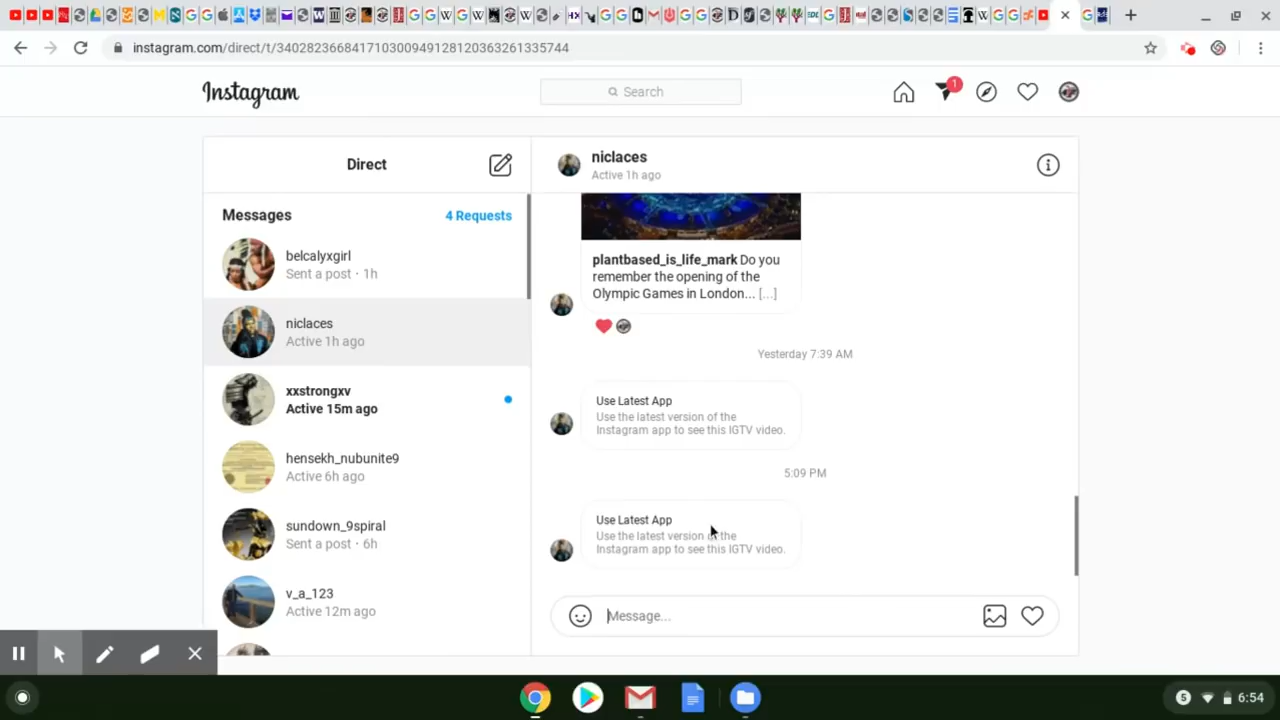 instagram.com/direct/t/340282366841710300949128120363261335744
Instagram
Search
1
Direct
Messages
4 Requests
belcalyxgirl
Sent a post · 1h
niclaces
Active 1h ago
xxstrongxv
Active 15m ago
hensekh_nubunite9
Active 6h ago
sundown_9spiral
Sent a post · 6h
v_a_123
Active 12m ago
niclaces
Active 1h ago
plantbased_is_life_mark Do you
remember the opening of the
Olympic Games in London... [...]
Yesterday 7:39 AM
Use Latest App
Use the latest version of the
Instagram app to see this IGTV video.
5:09 PM
Use Latest App
Use the latest version of the
Instagram app to see this IGTV video.
Message...
5
6:54